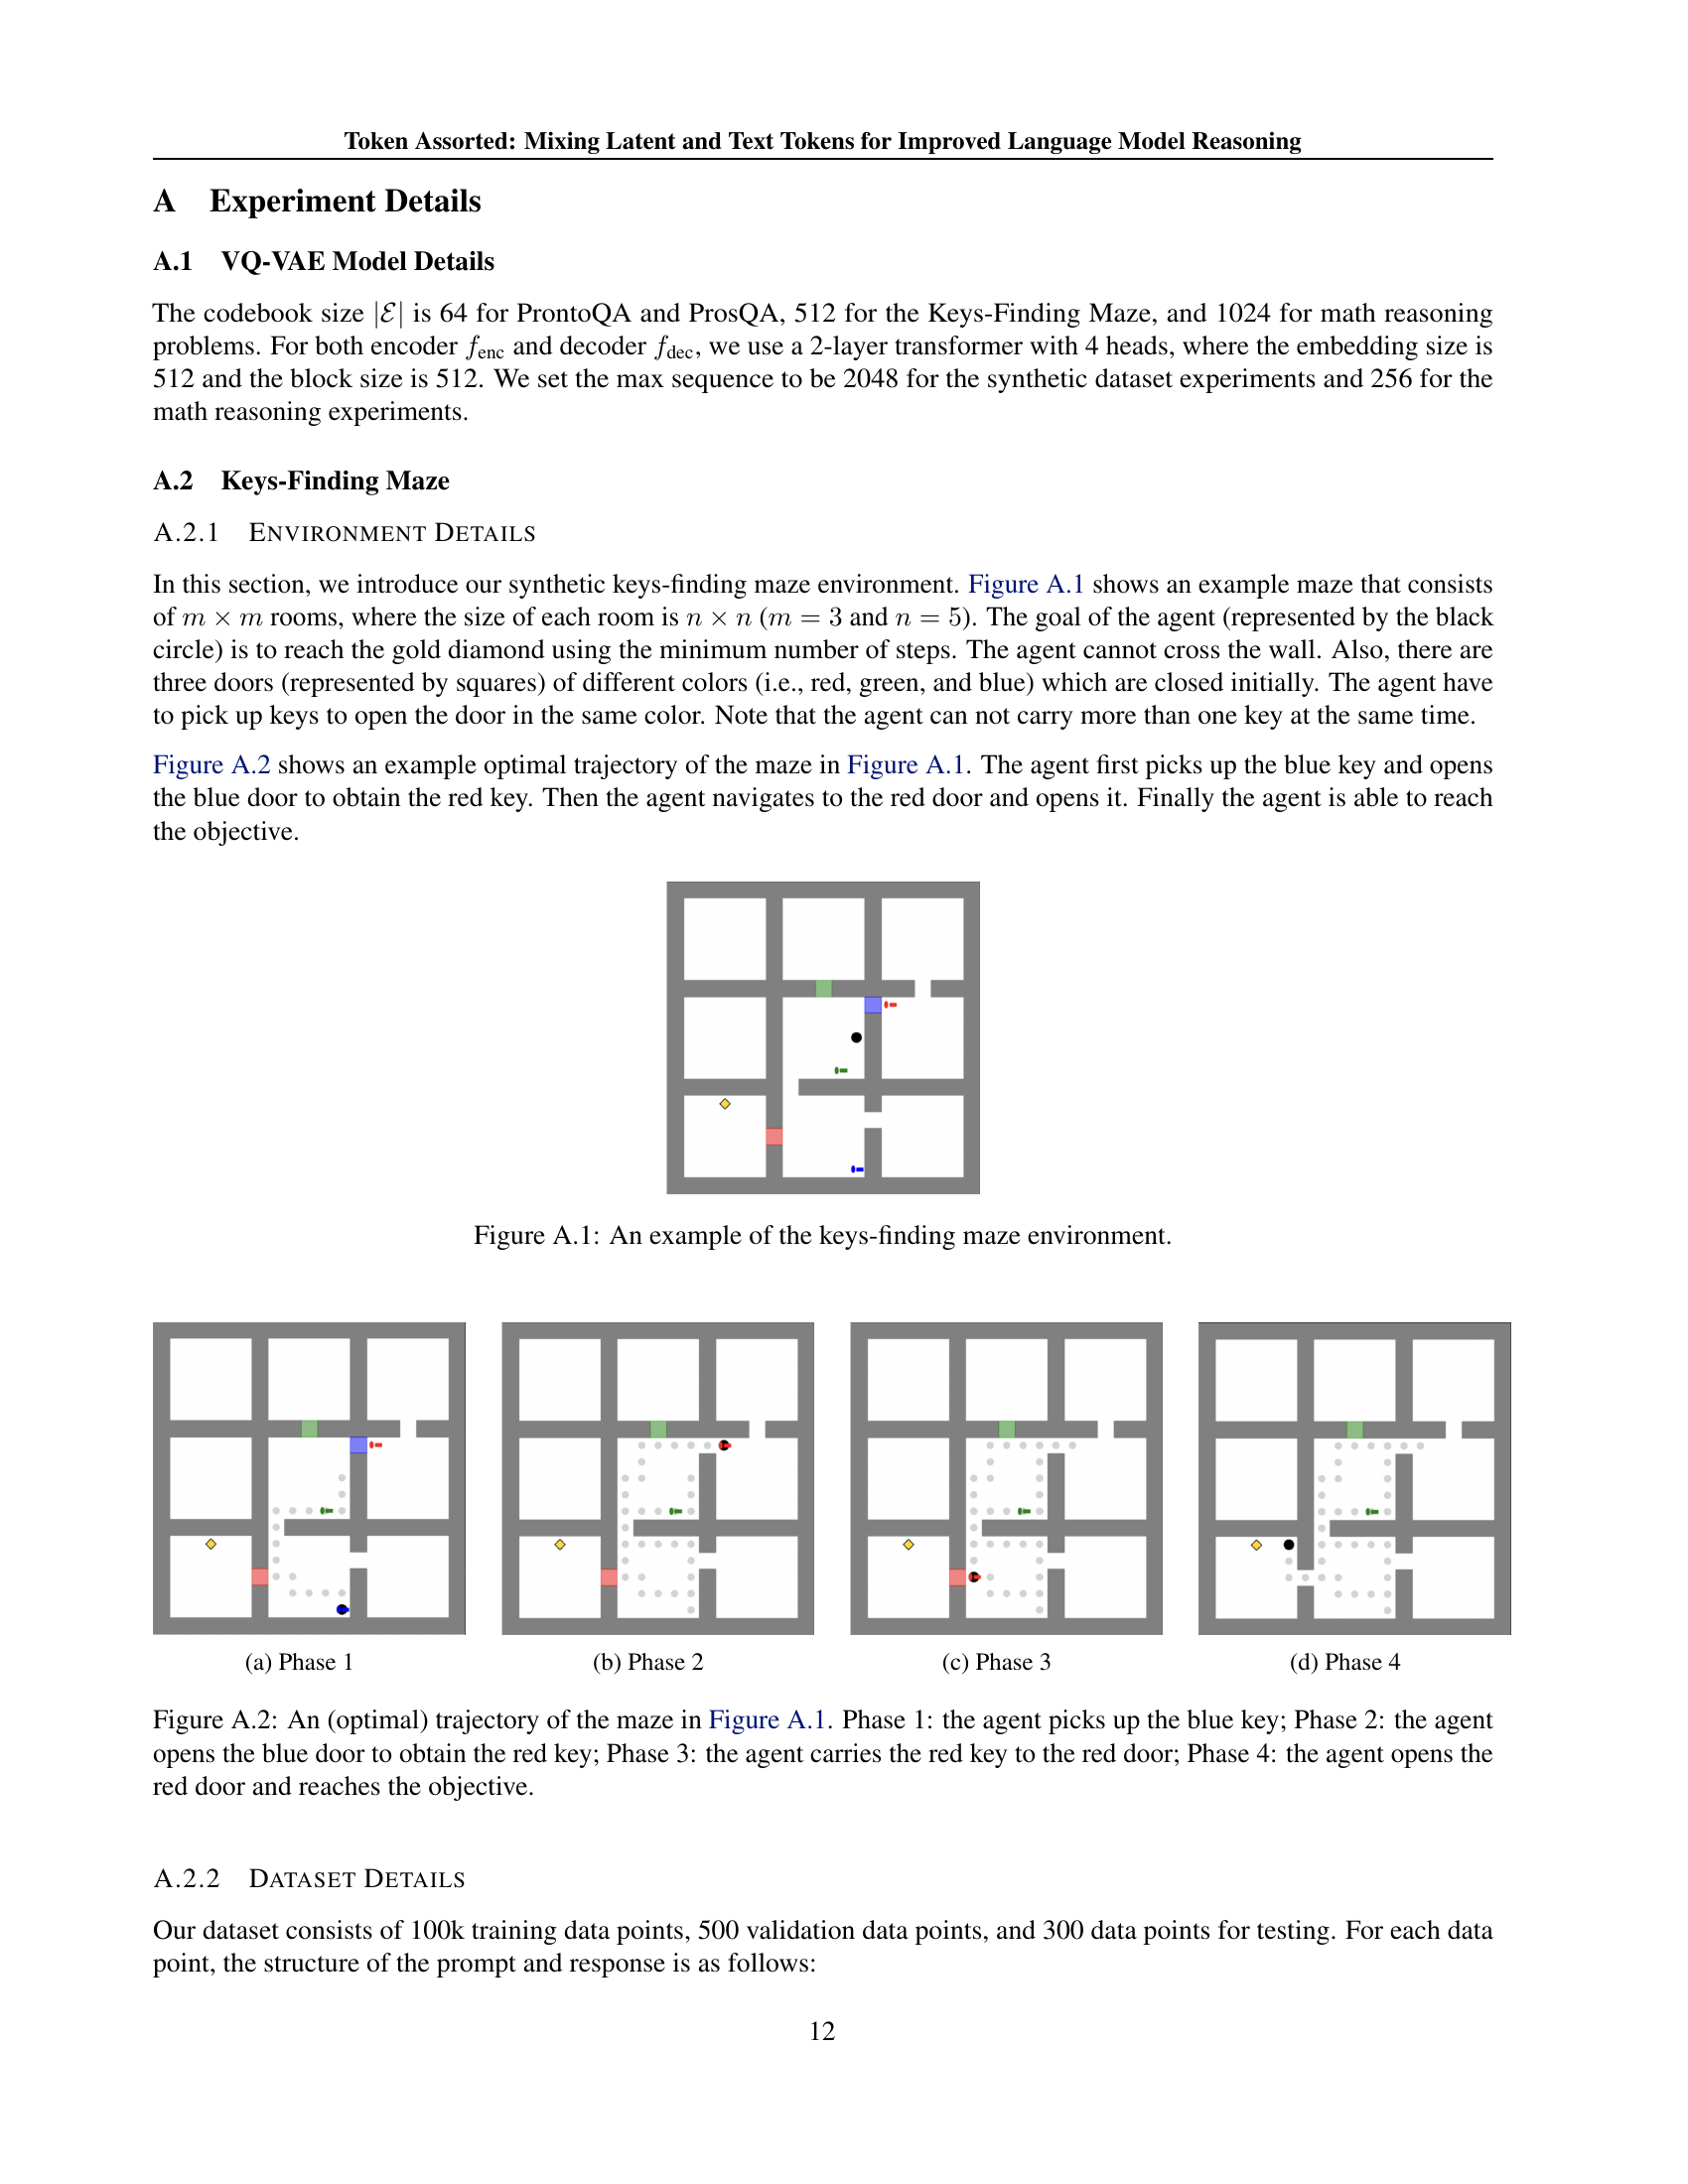 Token Assorted: Mixing Latent and Text Tokens for Improved Language Model Reasoning
A Experiment Details
A.1 VQ-VAE Model Details
The codebook size |ℰ| is 64 for ProntoQA and ProsQA, 512 for the Keys-Finding Maze, and 1024 for math reasoning
problems. For both encoder f_enc and decoder f_dec, we use a 2-layer transformer with 4 heads, where the embedding size is
512 and the block size is 512. We set the max sequence to be 2048 for the synthetic dataset experiments and 256 for the
math reasoning experiments.
A.2 Keys-Finding Maze
A.2.1 ENVIRONMENT DETAILS
In this section, we introduce our synthetic keys-finding maze environment. Figure A.1 shows an example maze that consists
of m × m rooms, where the size of each room is n × n (m = 3 and n = 5). The goal of the agent (represented by the black
circle) is to reach the gold diamond using the minimum number of steps. The agent cannot cross the wall. Also, there are
three doors (represented by squares) of different colors (i.e., red, green, and blue) which are closed initially. The agent have
to pick up keys to open the door in the same color. Note that the agent can not carry more than one key at the same time.
Figure A.2 shows an example optimal trajectory of the maze in Figure A.1. The agent first picks up the blue key and opens
the blue door to obtain the red key. Then the agent navigates to the red door and opens it. Finally the agent is able to reach
the objective.
Figure A.1: An example of the keys-finding maze environment.
(a) Phase 1
(b) Phase 2
(c) Phase 3
(d) Phase 4
Figure A.2: An (optimal) trajectory of the maze in Figure A.1. Phase 1: the agent picks up the blue key; Phase 2: the agent
opens the blue door to obtain the red key; Phase 3: the agent carries the red key to the red door; Phase 4: the agent opens the
red door and reaches the objective.
A.2.2 DATASET DETAILS
Our dataset consists of 100k training data points, 500 validation data points, and 300 data points for testing. For each data
point, the structure of the prompt and response is as follows:
12